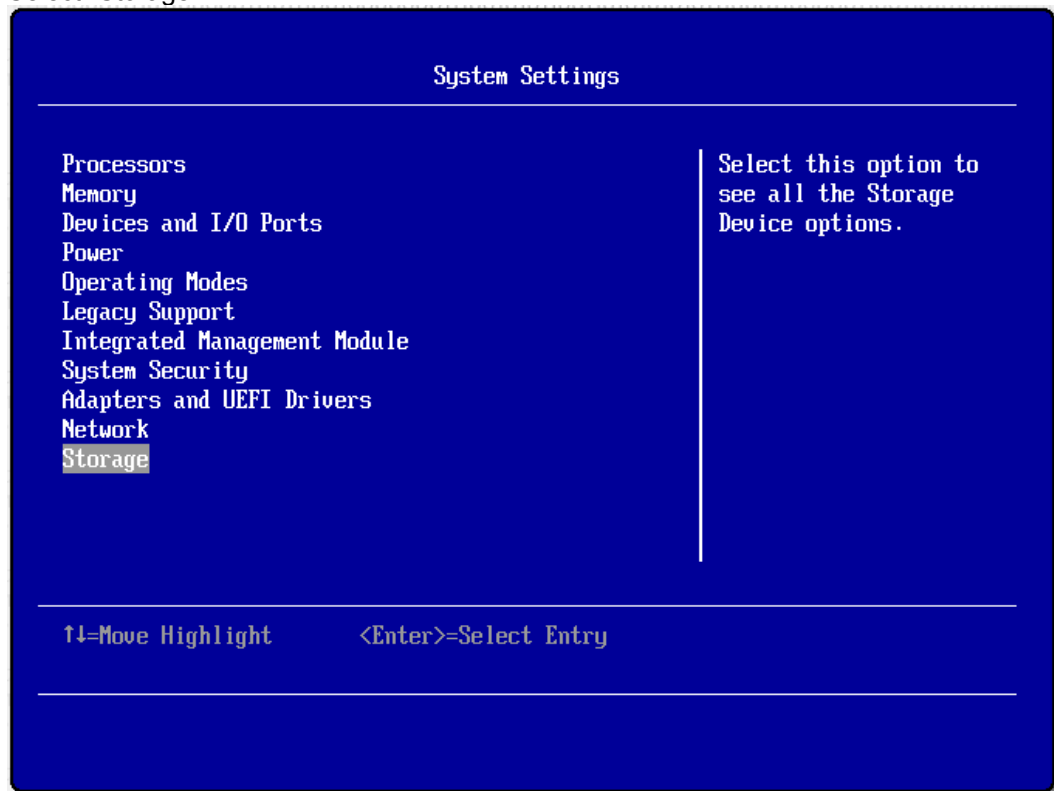 System Settings
Processors
Memory
Devices and I/O Ports
Power
Operating Modes
Legacy Support
Integrated Management Module
System Security
Adapters and UEFI Drivers
Network
Storage
Select this option to
see all the Storage
Device options.
↑↓=Move Highlight <Enter>=Select Entry